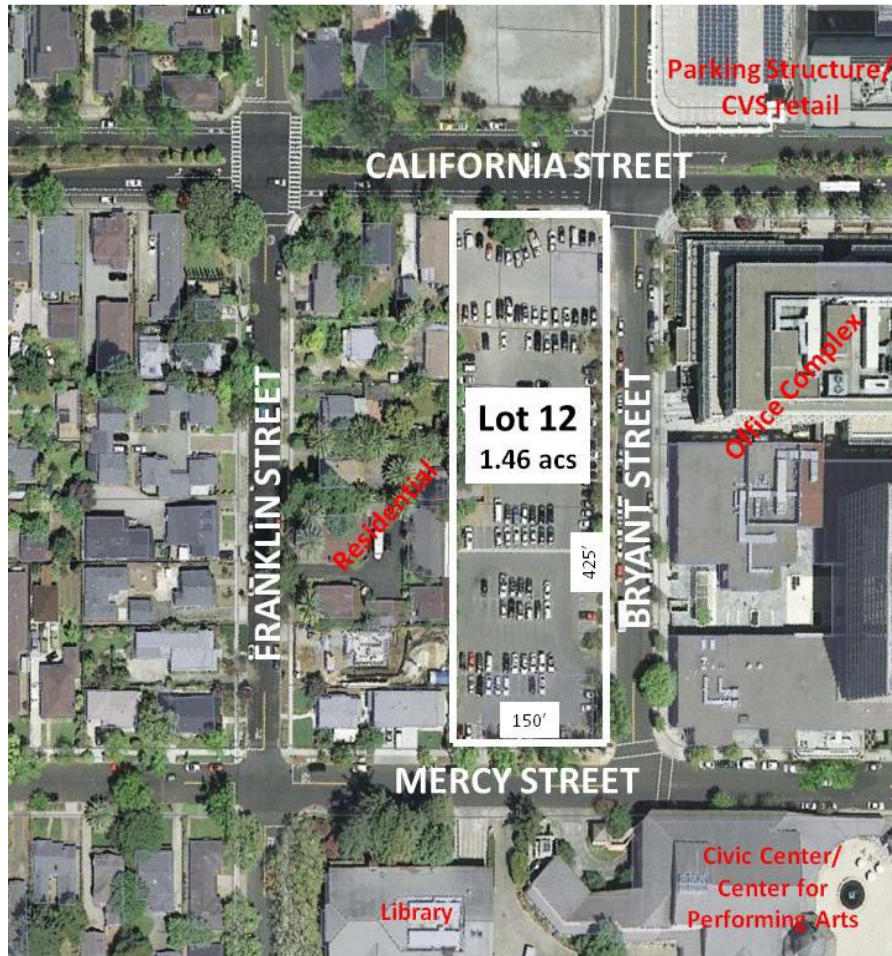 Parking Structure/
CVS retail
CALIFORNIA STREET
Lot 12
1.46 acs
Office Complex
FRANKLIN STREET
Residential
BRYANT STREET
425'
150'
MERCY STREET
Library
Civic Center/
Center for
Performing Arts